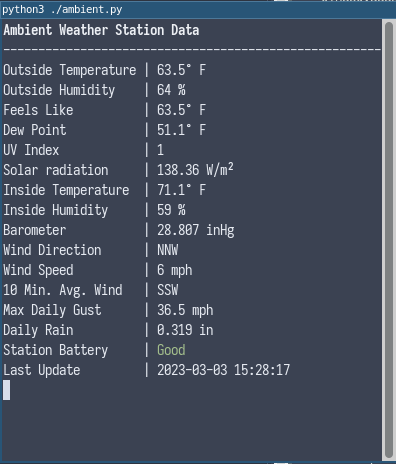 python3 ./ambient.py
Ambient Weather Station Data
------------------------------------------------------
Outside Temperature | 63.5° F
Outside Humidity | 64 %
Feels Like | 63.5° F
Dew Point | 51.1° F
UV Index | 1
Solar radiation | 138.36 W/m²
Inside Temperature | 71.1° F
Inside Humidity | 59 %
Barometer | 28.807 inHg
Wind Direction | NNW
Wind Speed | 6 mph
10 Min. Avg. Wind | SSW
Max Daily Gust | 36.5 mph
Daily Rain | 0.319 in
Station Battery | Good
Last Update | 2023-03-03 15:28:17